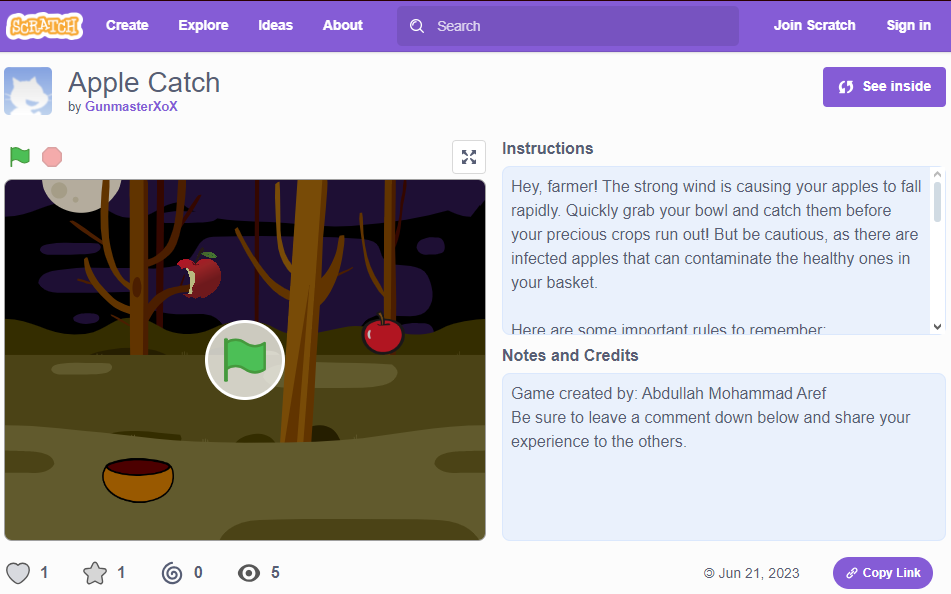 SCRATCH Create Explore Ideas About Search Join Scratch Sign in
Apple Catch
by GunmasterXoX
See inside
Instructions
Hey, farmer! The strong wind is causing your apples to fall
rapidly. Quickly grab your bowl and catch them before
your precious crops run out! But be cautious, as there are
infected apples that can contaminate the healthy ones in
your basket.
Here are some important rules to remember:
Notes and Credits
Game created by: Abdullah Mohammad Aref
Be sure to leave a comment down below and share your
experience to the others.
1 1 0 5
© Jun 21, 2023
Copy Link